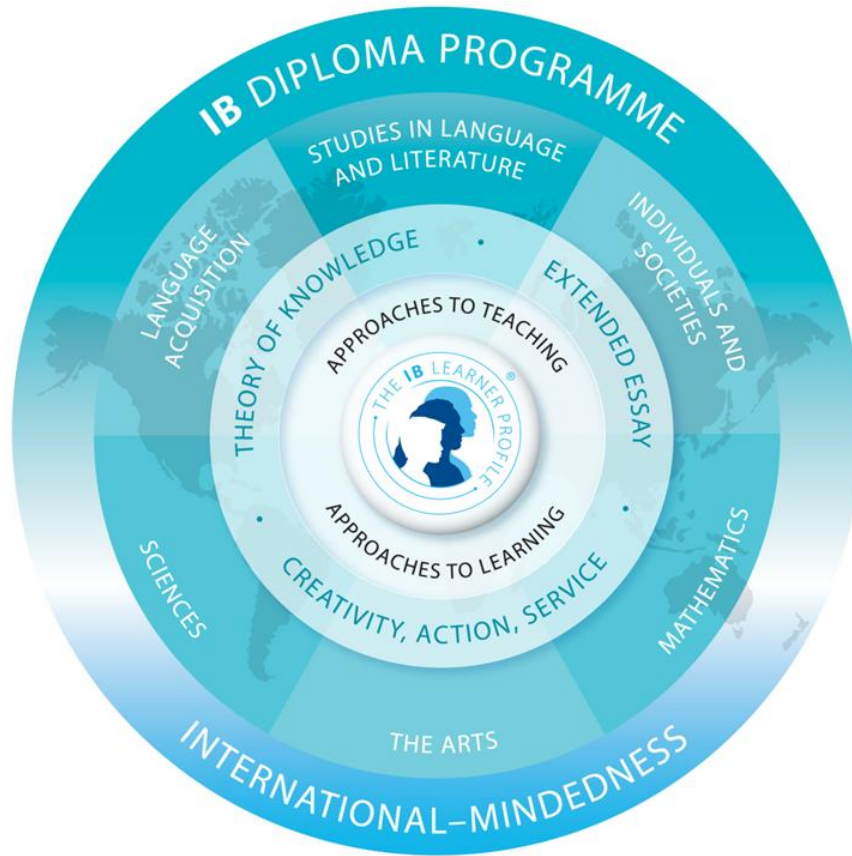 IB DIPLOMA PROGRAMME
STUDIES IN LANGUAGE
AND LITERATURE
LANGUAGE
ACQUISITION
INDIVIDUALS AND
SOCIETIES
THEORY OF KNOWLEDGE
•
EXTENDED ESSAY
APPROACHES TO TEACHING
• THE IB LEARNER PROFILE • ®
APPROACHES TO LEARNING
•
CREATIVITY, ACTION, SERVICE
•
SCIENCES
MATHEMATICS
THE ARTS
INTERNATIONAL–MINDEDNESS